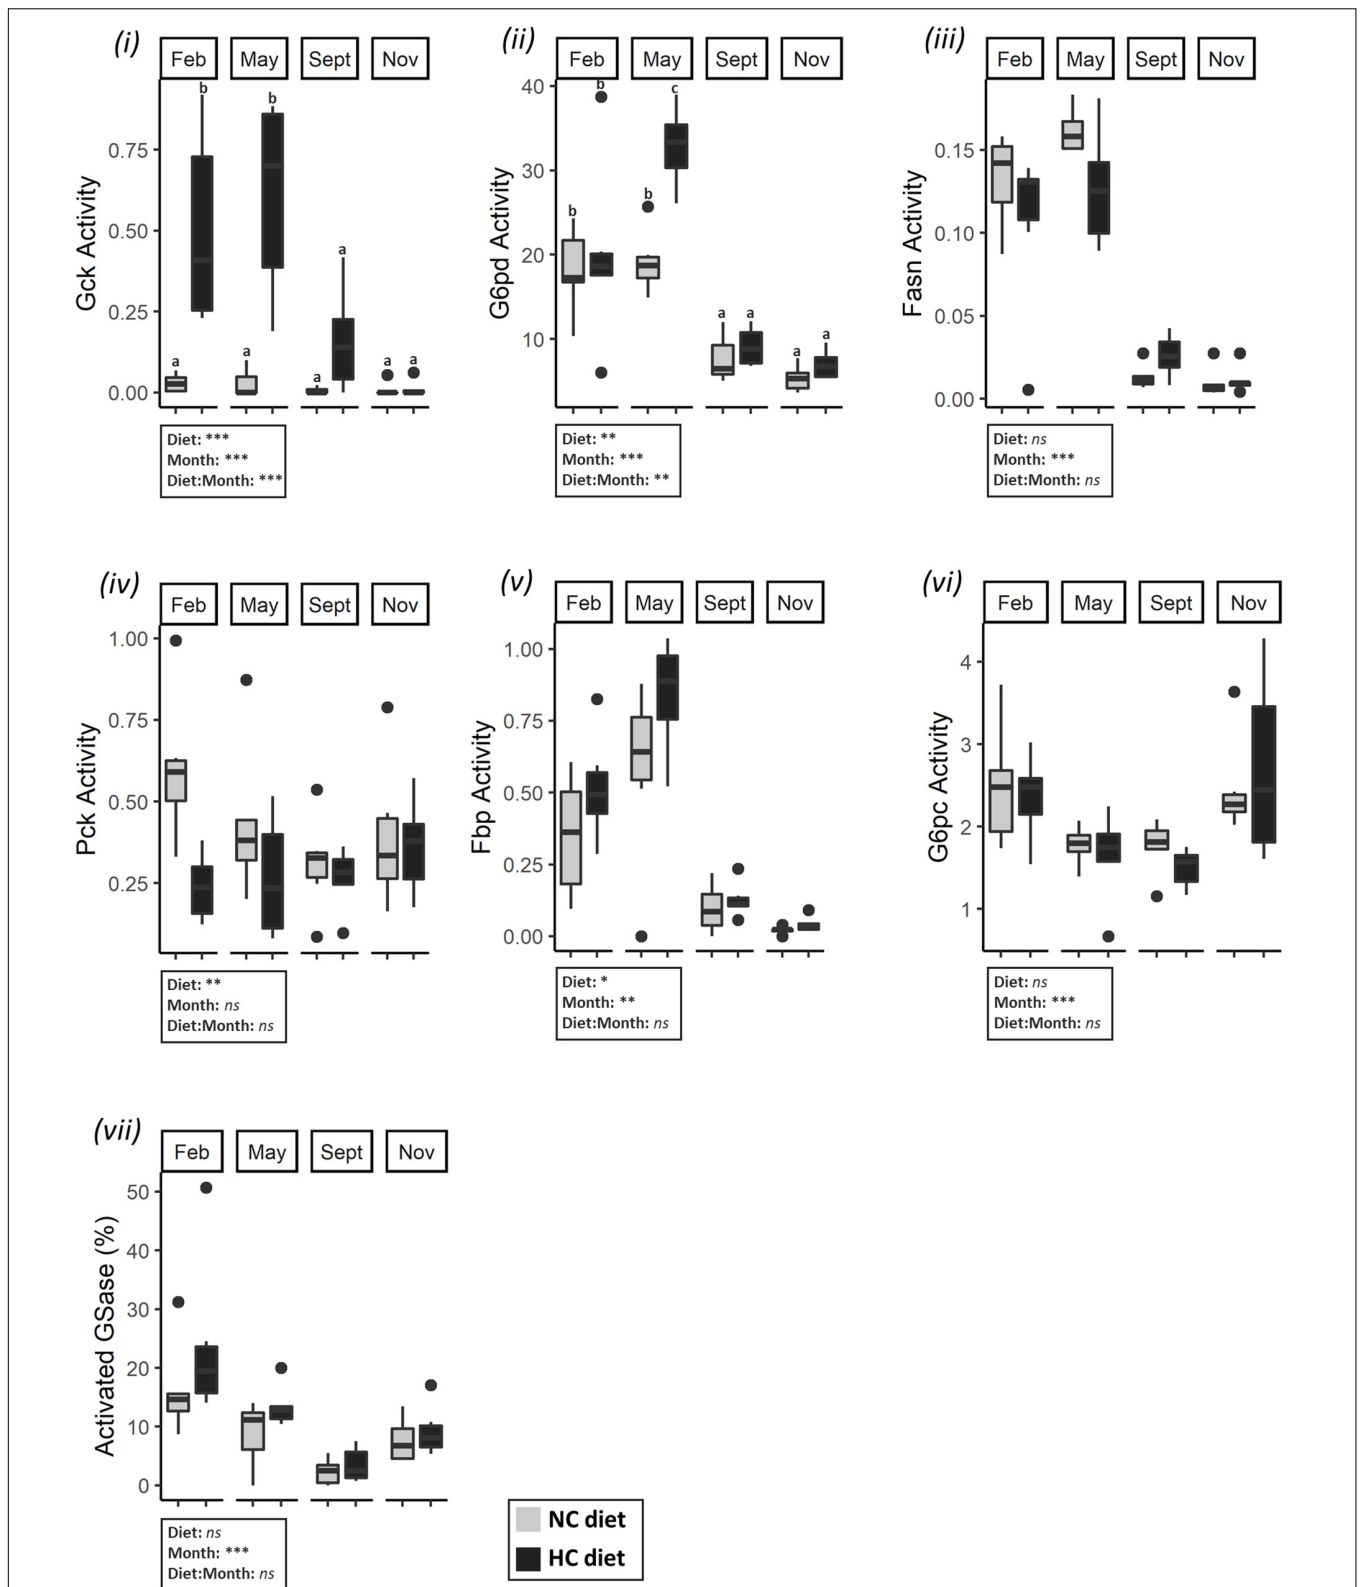 (i)
Feb May Sept Nov
Gck Activity
0.75
0.50
0.25
0.00
a b a b a a a a
Diet: ***
Month: ***
Diet:Month: ***
(ii)
Feb May Sept Nov
G6pd Activity
40
30
20
10
b b b c a a a a
Diet: **
Month: ***
Diet:Month: **
(iii)
Feb May Sept Nov
Fasn Activity
0.15
0.10
0.05
0.00
Diet: ns
Month: ***
Diet:Month: ns
(iv)
Feb May Sept Nov
Pck Activity
1.00
0.75
0.50
0.25
Diet: **
Month: ns
Diet:Month: ns
(v)
Feb May Sept Nov
Fbp Activity
1.00
0.75
0.50
0.25
0.00
Diet: *
Month: **
Diet:Month: ns
(vi)
Feb May Sept Nov
G6pc Activity
4
3
2
1
Diet: ns
Month: ***
Diet:Month: ns
(vii)
Feb May Sept Nov
Activated GSase (%)
50
40
30
20
10
0
Diet: ns
Month: ***
Diet:Month: ns
NC diet
HC diet